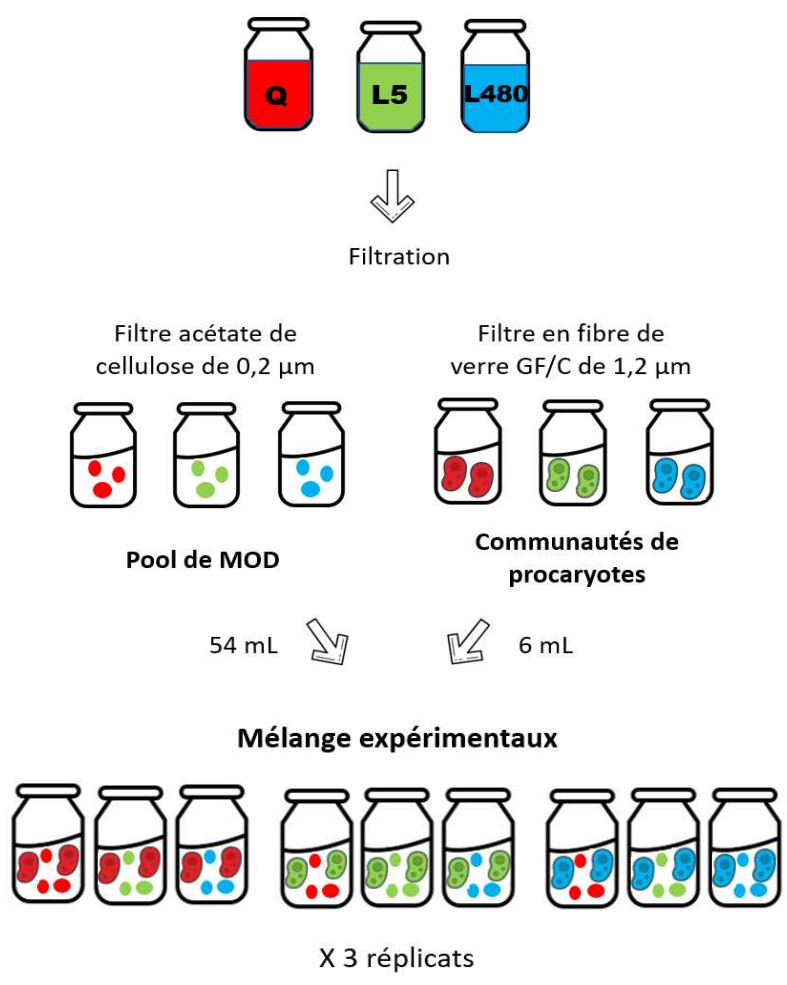 Q
L5
L480
Filtration
Filtre acétate de
cellulose de 0,2 µm
Filtre en fibre de
verre GF/C de 1,2 µm
Pool de MOD
Communautés de
procaryotes
54 mL
6 mL
Mélange expérimentaux
X 3 réplicats